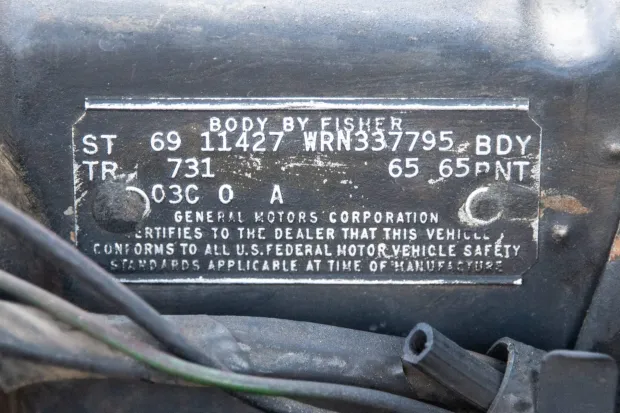 BODY BY FISHER
ST 69 11427 WRN337795 BDY
TR 731 65 65 PNT
03C 0 A
GENERAL MOTORS CORPORATION
CERTIFIES TO THE DEALER THAT THIS VEHICLE
CONFORMS TO ALL U.S. FEDERAL MOTOR VEHICLE SAFETY
STANDARDS APPLICABLE AT TIME OF MANUFACTURE